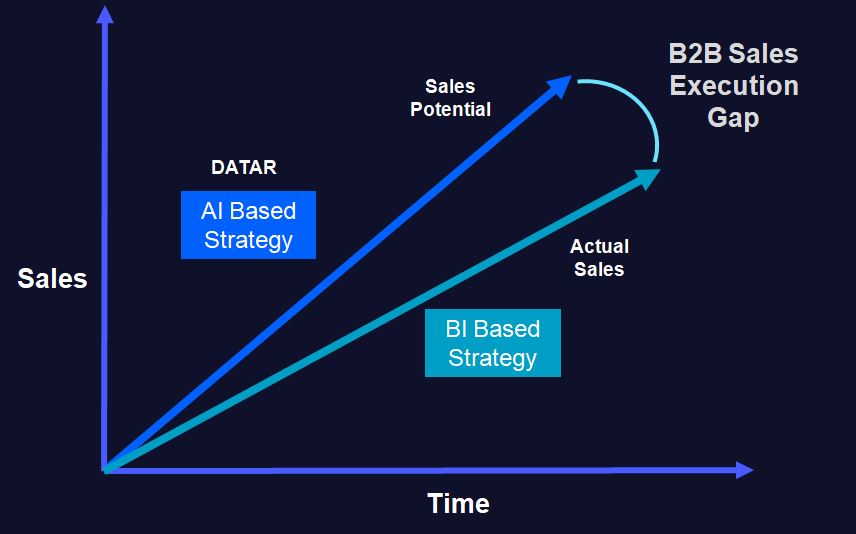 B2B Sales
Execution
Gap
Sales
Potential
DATAR
AI Based
Strategy
Actual
Sales
Sales
BI Based
Strategy
Time